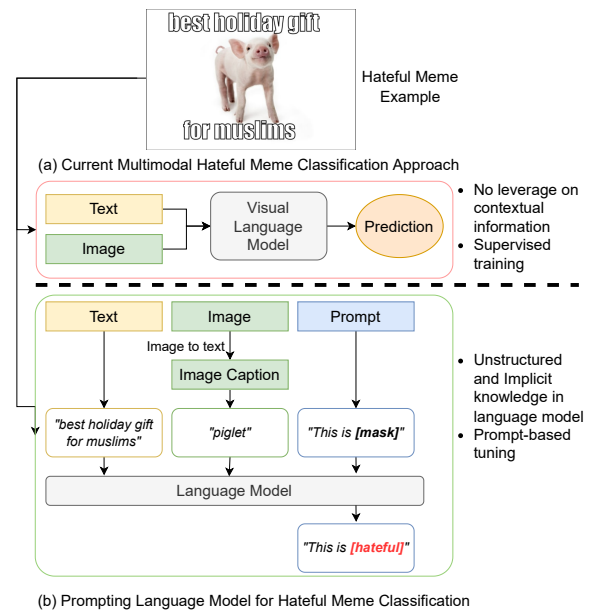 best holiday gift
for muslims
Hateful Meme
Example
(a) Current Multimodal Hateful Meme Classification Approach
Text
Image
Visual
Language
Model
Prediction
• No leverage on
contextual
information
• Supervised
training
Text
Image
Prompt
Image to text
Image Caption
"best holiday gift
for muslims"
"piglet"
"This is [mask]"
Language Model
"This is [hateful]"
• Unstructured
and Implicit
knowledge in
language model
• Prompt-based
tuning
(b) Prompting Language Model for Hateful Meme Classification